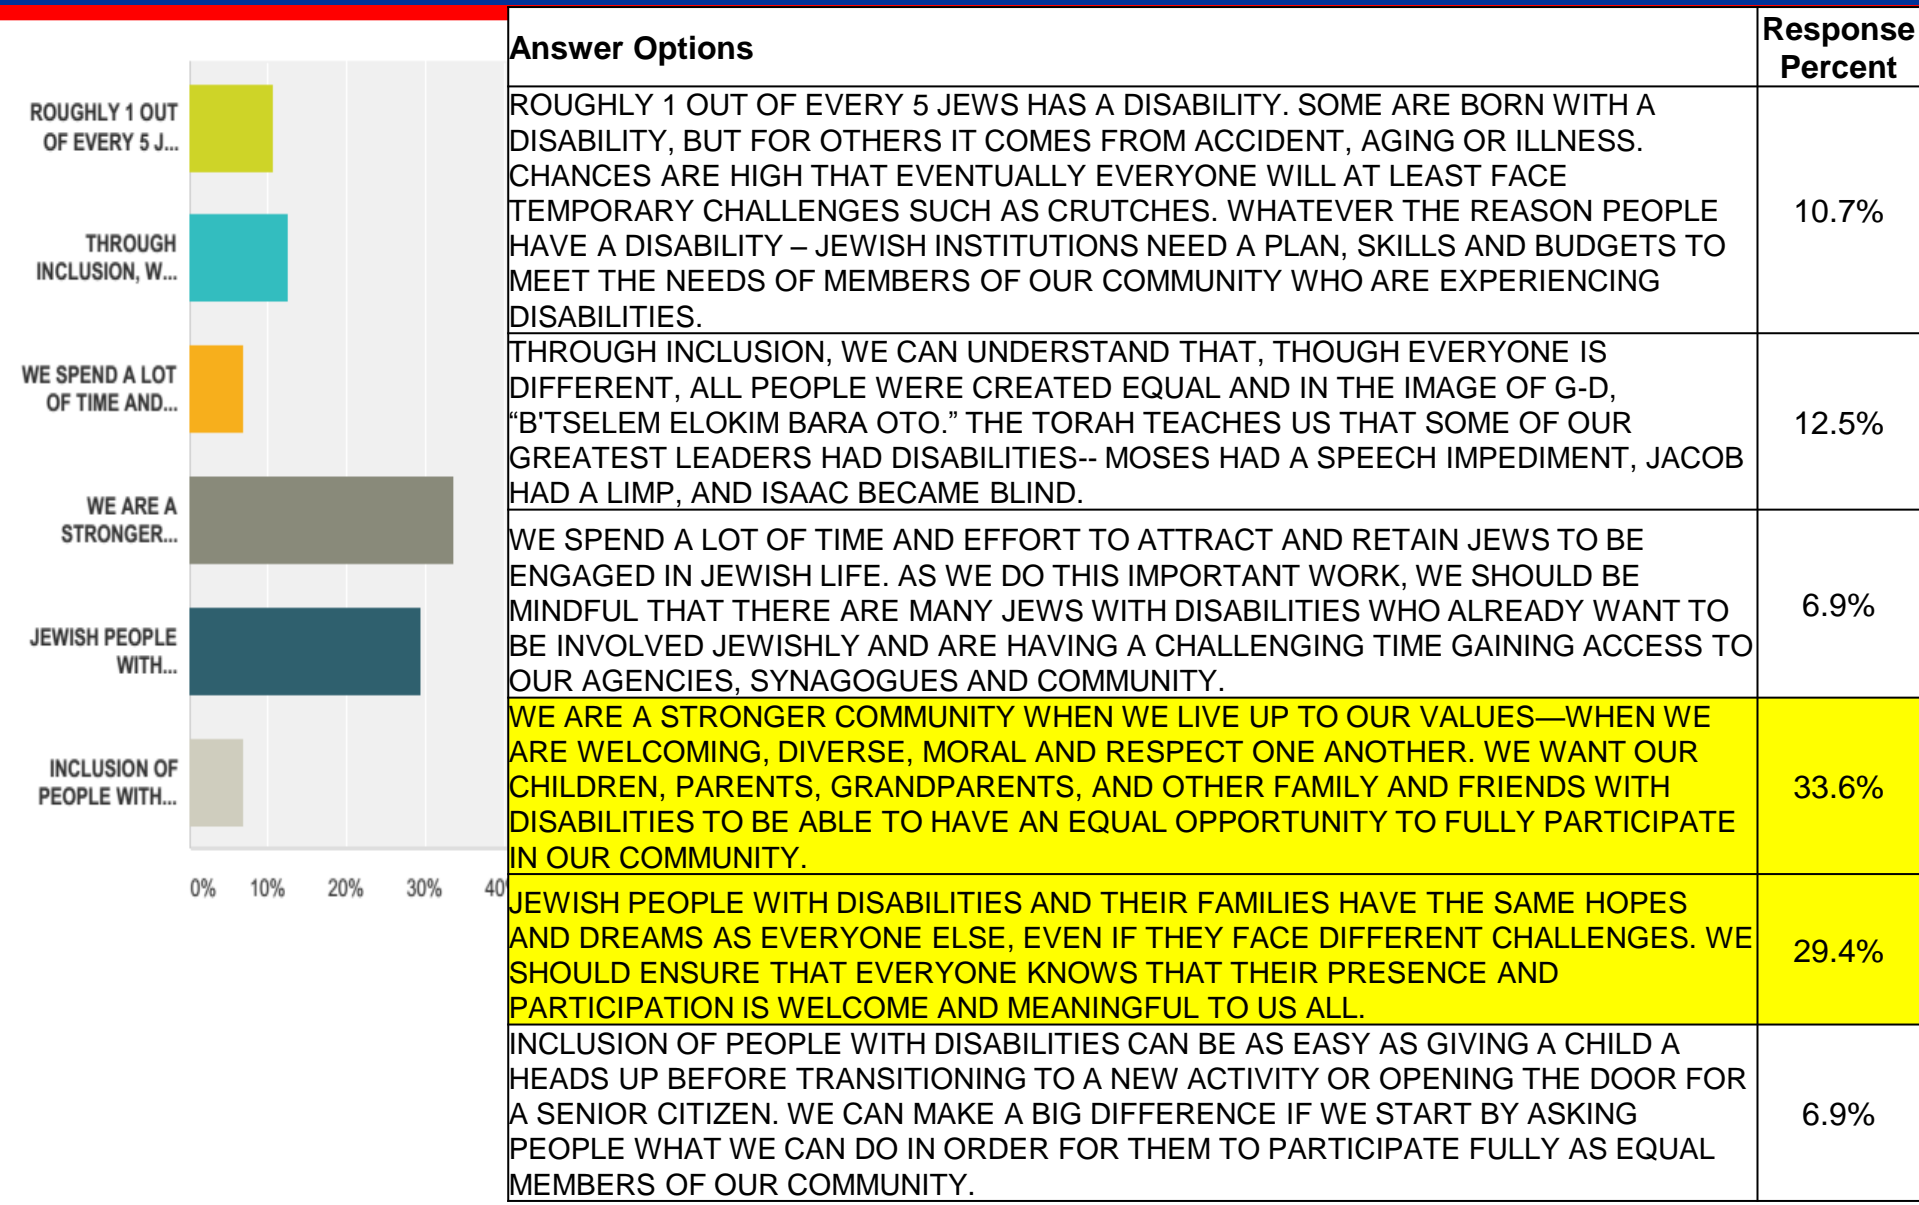 ROUGHLY 1 OUT
OF EVERY 5 J...
THROUGH
INCLUSION, W...
WE SPEND A LOT
OF TIME AND...
WE ARE A
STRONGER...
JEWISH PEOPLE
WITH...
INCLUSION OF
PEOPLE WITH...
0% 10% 20% 30% 40
Answer Options
Response
Percent
ROUGHLY 1 OUT OF EVERY 5 JEWS HAS A DISABILITY. SOME ARE BORN WITH A
DISABILITY, BUT FOR OTHERS IT COMES FROM ACCIDENT, AGING OR ILLNESS.
CHANCES ARE HIGH THAT EVENTUALLY EVERYONE WILL AT LEAST FACE
TEMPORARY CHALLENGES SUCH AS CRUTCHES. WHATEVER THE REASON PEOPLE
HAVE A DISABILITY – JEWISH INSTITUTIONS NEED A PLAN, SKILLS AND BUDGETS TO
MEET THE NEEDS OF MEMBERS OF OUR COMMUNITY WHO ARE EXPERIENCING
DISABILITIES.
10.7%
THROUGH INCLUSION, WE CAN UNDERSTAND THAT, THOUGH EVERYONE IS
DIFFERENT, ALL PEOPLE WERE CREATED EQUAL AND IN THE IMAGE OF G-D,
“B'TSELEM ELOKIM BARA OTO.” THE TORAH TEACHES US THAT SOME OF OUR
GREATEST LEADERS HAD DISABILITIES-- MOSES HAD A SPEECH IMPEDIMENT, JACOB
HAD A LIMP, AND ISAAC BECAME BLIND.
12.5%
WE SPEND A LOT OF TIME AND EFFORT TO ATTRACT AND RETAIN JEWS TO BE
ENGAGED IN JEWISH LIFE. AS WE DO THIS IMPORTANT WORK, WE SHOULD BE
MINDFUL THAT THERE ARE MANY JEWS WITH DISABILITIES WHO ALREADY WANT TO
BE INVOLVED JEWISHLY AND ARE HAVING A CHALLENGING TIME GAINING ACCESS TO
OUR AGENCIES, SYNAGOGUES AND COMMUNITY.
6.9%
WE ARE A STRONGER COMMUNITY WHEN WE LIVE UP TO OUR VALUES—WHEN WE
ARE WELCOMING, DIVERSE, MORAL AND RESPECT ONE ANOTHER. WE WANT OUR
CHILDREN, PARENTS, GRANDPARENTS, AND OTHER FAMILY AND FRIENDS WITH
DISABILITIES TO BE ABLE TO HAVE AN EQUAL OPPORTUNITY TO FULLY PARTICIPATE
IN OUR COMMUNITY.
33.6%
JEWISH PEOPLE WITH DISABILITIES AND THEIR FAMILIES HAVE THE SAME HOPES
AND DREAMS AS EVERYONE ELSE, EVEN IF THEY FACE DIFFERENT CHALLENGES. WE
SHOULD ENSURE THAT EVERYONE KNOWS THAT THEIR PRESENCE AND
PARTICIPATION IS WELCOME AND MEANINGFUL TO US ALL.
29.4%
INCLUSION OF PEOPLE WITH DISABILITIES CAN BE AS EASY AS GIVING A CHILD A
HEADS UP BEFORE TRANSITIONING TO A NEW ACTIVITY OR OPENING THE DOOR FOR
A SENIOR CITIZEN. WE CAN MAKE A BIG DIFFERENCE IF WE START BY ASKING
PEOPLE WHAT WE CAN DO IN ORDER FOR THEM TO PARTICIPATE FULLY AS EQUAL
MEMBERS OF OUR COMMUNITY.
6.9%